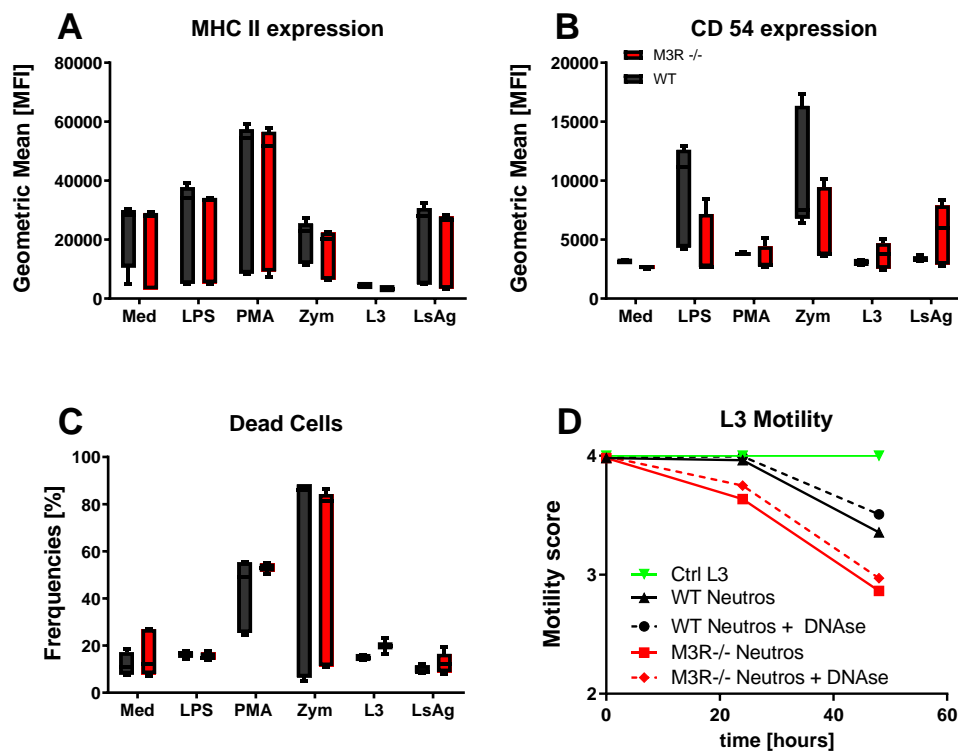 A
MHC II expression
Geometric Mean [MFI]
80000
60000
40000
20000
0
Med LPS PMA Zym L3 LsAg
B
CD 54 expression
M3R -/-
WT
Geometric Mean [MFI]
20000
15000
10000
5000
0
Med LPS PMA Zym L3 LsAg
C
Dead Cells
Frerquencies [%]
100
80
60
40
20
0
Med LPS PMA Zym L3 LsAg
D
L3 Motility
Motility score
4
3
2
Ctrl L3
WT Neutros
WT Neutros + DNAse
M3R-/- Neutros
M3R-/- Neutros + DNAse
0 20 40 60
time [hours]